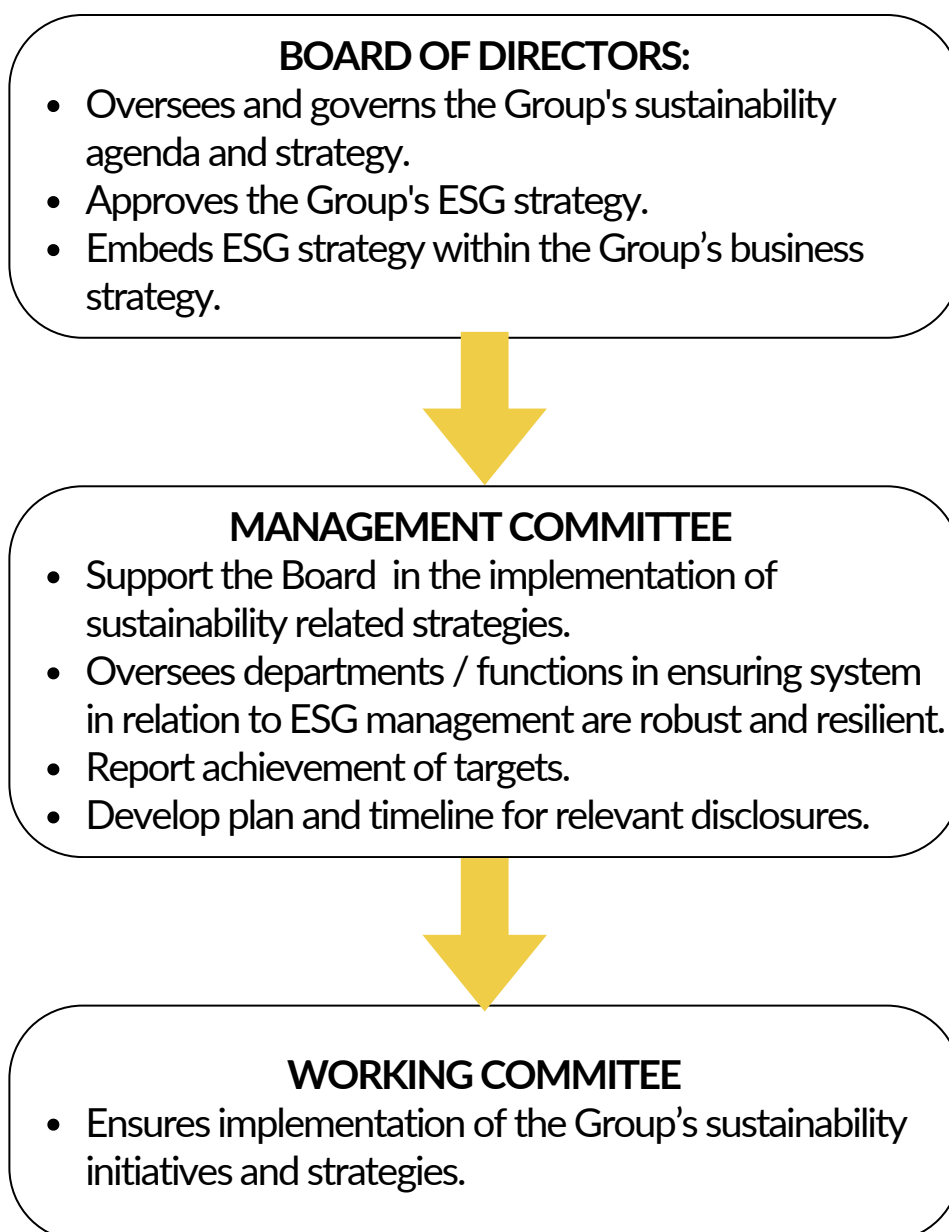 BOARD OF DIRECTORS:
• Oversees and governs the Group's sustainability
agenda and strategy.
• Approves the Group's ESG strategy.
• Embeds ESG strategy within the Group’s business
strategy.
MANAGEMENT COMMITTEE
• Support the Board  in the implementation of
sustainability related strategies.
• Oversees departments / functions in ensuring system
in relation to ESG management are robust and resilient.
• Report achievement of targets.
• Develop plan and timeline for relevant disclosures.
WORKING COMMITEE
• Ensures implementation of the Group’s sustainability
initiatives and strategies.